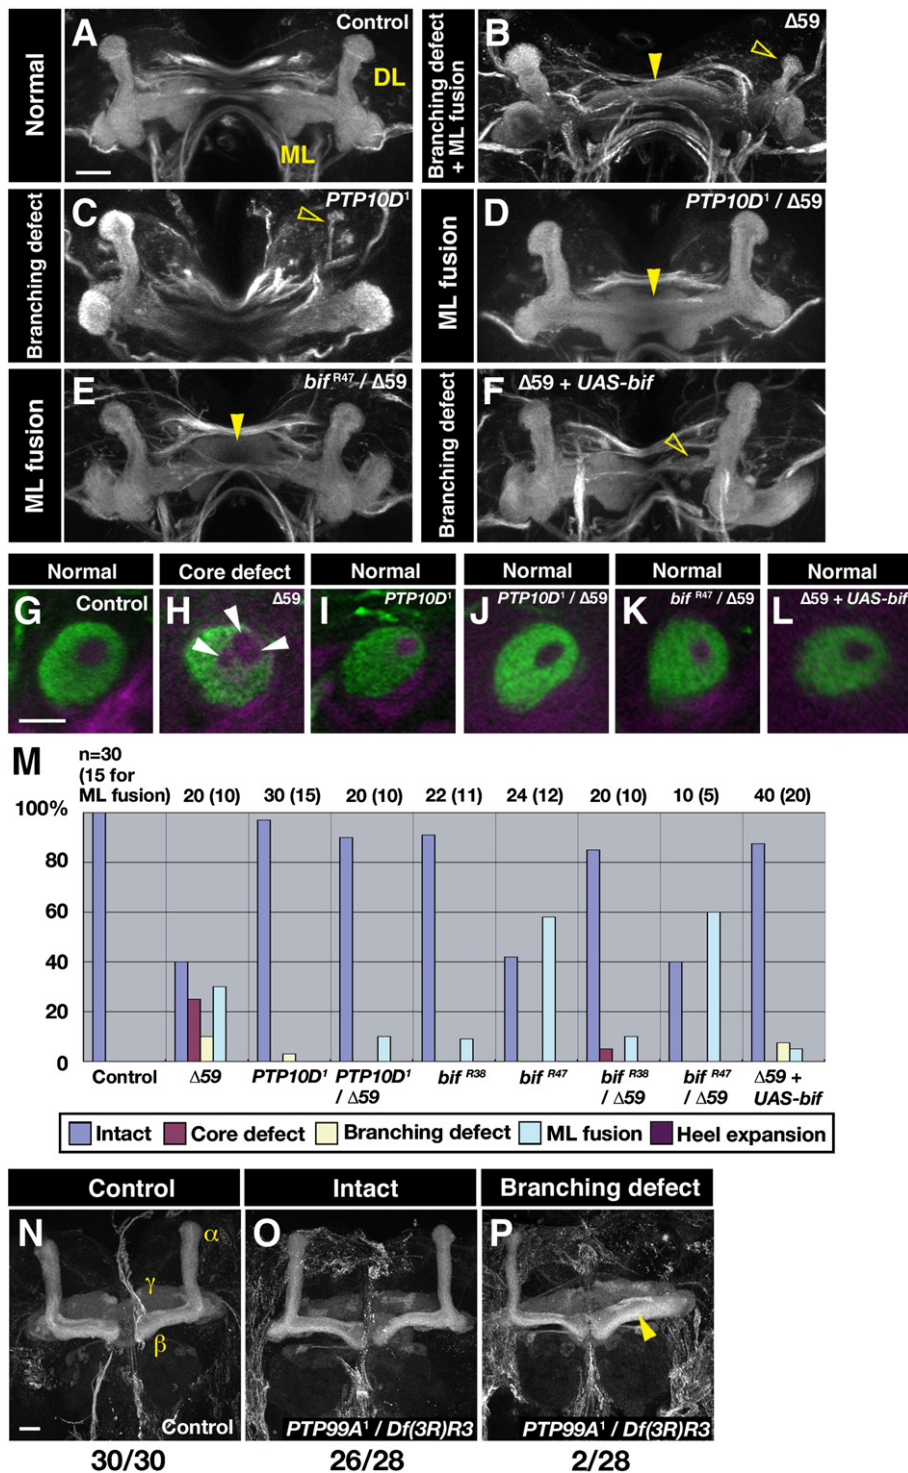 Normal
A
Control
DL
ML
Branching defect
+ ML fusion
B
Δ59
Branching defect
C
PTP10D¹
ML fusion
D
PTP10D¹ / Δ59
ML fusion
E
bif R47 / Δ59
Branching defect
F
Δ59 + UAS-bif
Normal
Core defect
Normal
Normal
Normal
Normal
G
Control
H
Δ59
I
PTP10D¹
J
PTP10D¹ / Δ59
K
bif R47 / Δ59
L
Δ59 + UAS-bif
M
n=30
(15 for
ML fusion)
20 (10)
30 (15)
20 (10)
22 (11)
24 (12)
20 (10)
10 (5)
40 (20)
100%
80
60
40
20
0
Control
Δ59
PTP10D¹
PTP10D¹
/ Δ59
bif R38
bif R47
bif R38
/ Δ59
bif R47
/ Δ59
Δ59 +
UAS-bif
Intact
Core defect
Branching defect
ML fusion
Heel expansion
Control
Intact
Branching defect
N
α
γ
β
Control
O
PTP99A¹ / Df(3R)R3
P
PTP99A¹ / Df(3R)R3
30/30
26/28
2/28